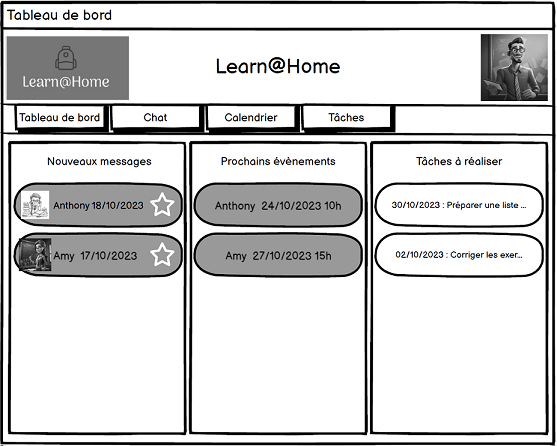 Tableau de bord
Learn@Home
Learn@Home
Tableau de bord
Chat
Calendrier
Tâches
Nouveaux messages
Anthony 18/10/2023
Amy 17/10/2023
Prochains évènements
Anthony 24/10/2023 10h
Amy 27/10/2023 15h
Tâches à réaliser
30/10/2023 : Préparer une liste ...
02/10/2023 : Corriger les exer...